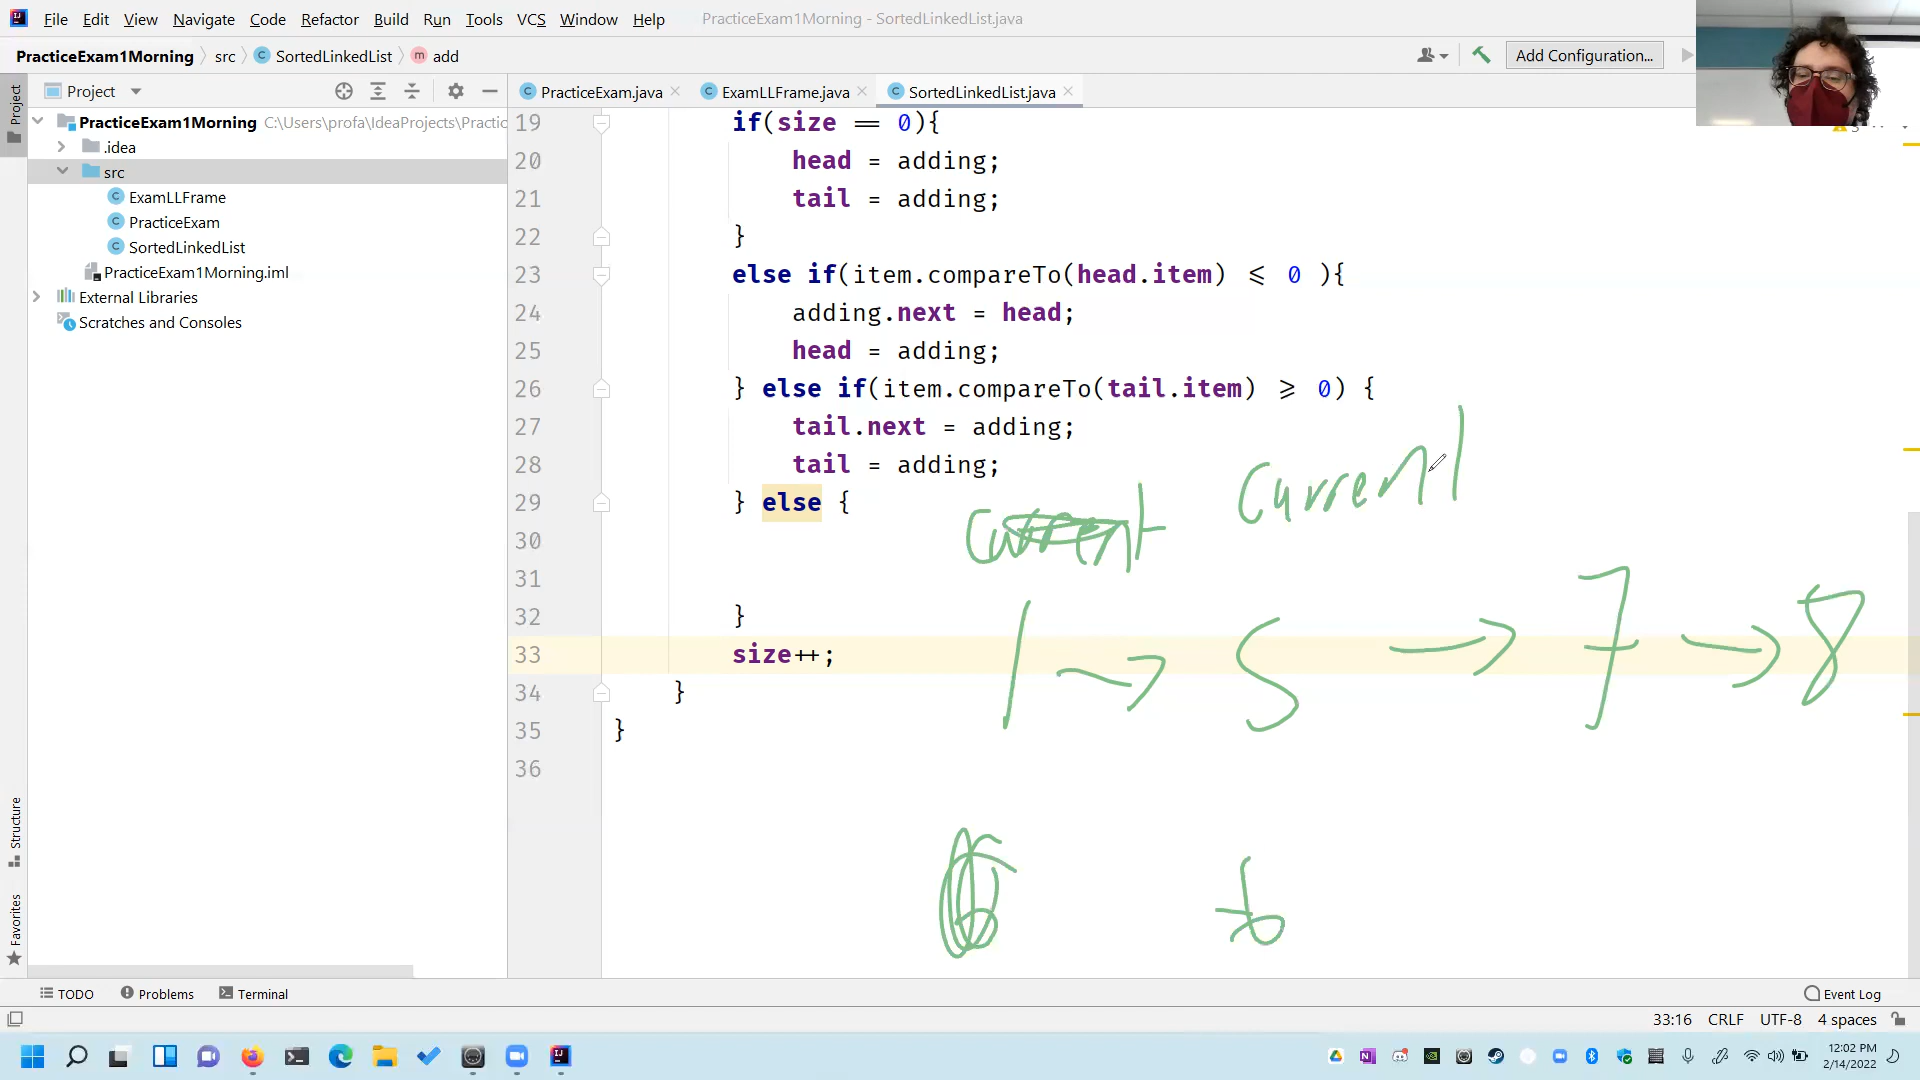 File Edit View Navigate Code Refactor Build Run Tools VCS Window Help PracticeExam1Morning - SortedLinkedList.java
PracticeExam1Morning src SortedLinkedList add Add Configuration...
Project
PracticeExam.java ExamLLFrame.java SortedLinkedList.java
PracticeExam1Morning C:\Users\profa\IdeaProjects\Practic
.idea
src
ExamLLFrame
PracticeExam
SortedLinkedList
PracticeExam1Morning.iml
External Libraries
Scratches and Consoles
Project
Structure
Favorites
19 if(size == 0){
20 head = adding;
21 tail = adding;
22 }
23 else if(item.compareTo(head.item) <= 0 ){
24 adding.next = head;
25 head = adding;
26 } else if(item.compareTo(tail.item) >= 0) {
27 tail.next = adding;
28 tail = adding;
29 } else {
30
31
32 }
33 size++;
34 }
35 }
36
current current
1 → 5 → 7 → 8
6
TODO Problems Terminal Event Log
33:16 CRLF UTF-8 4 spaces
12:02 PM
2/14/2022